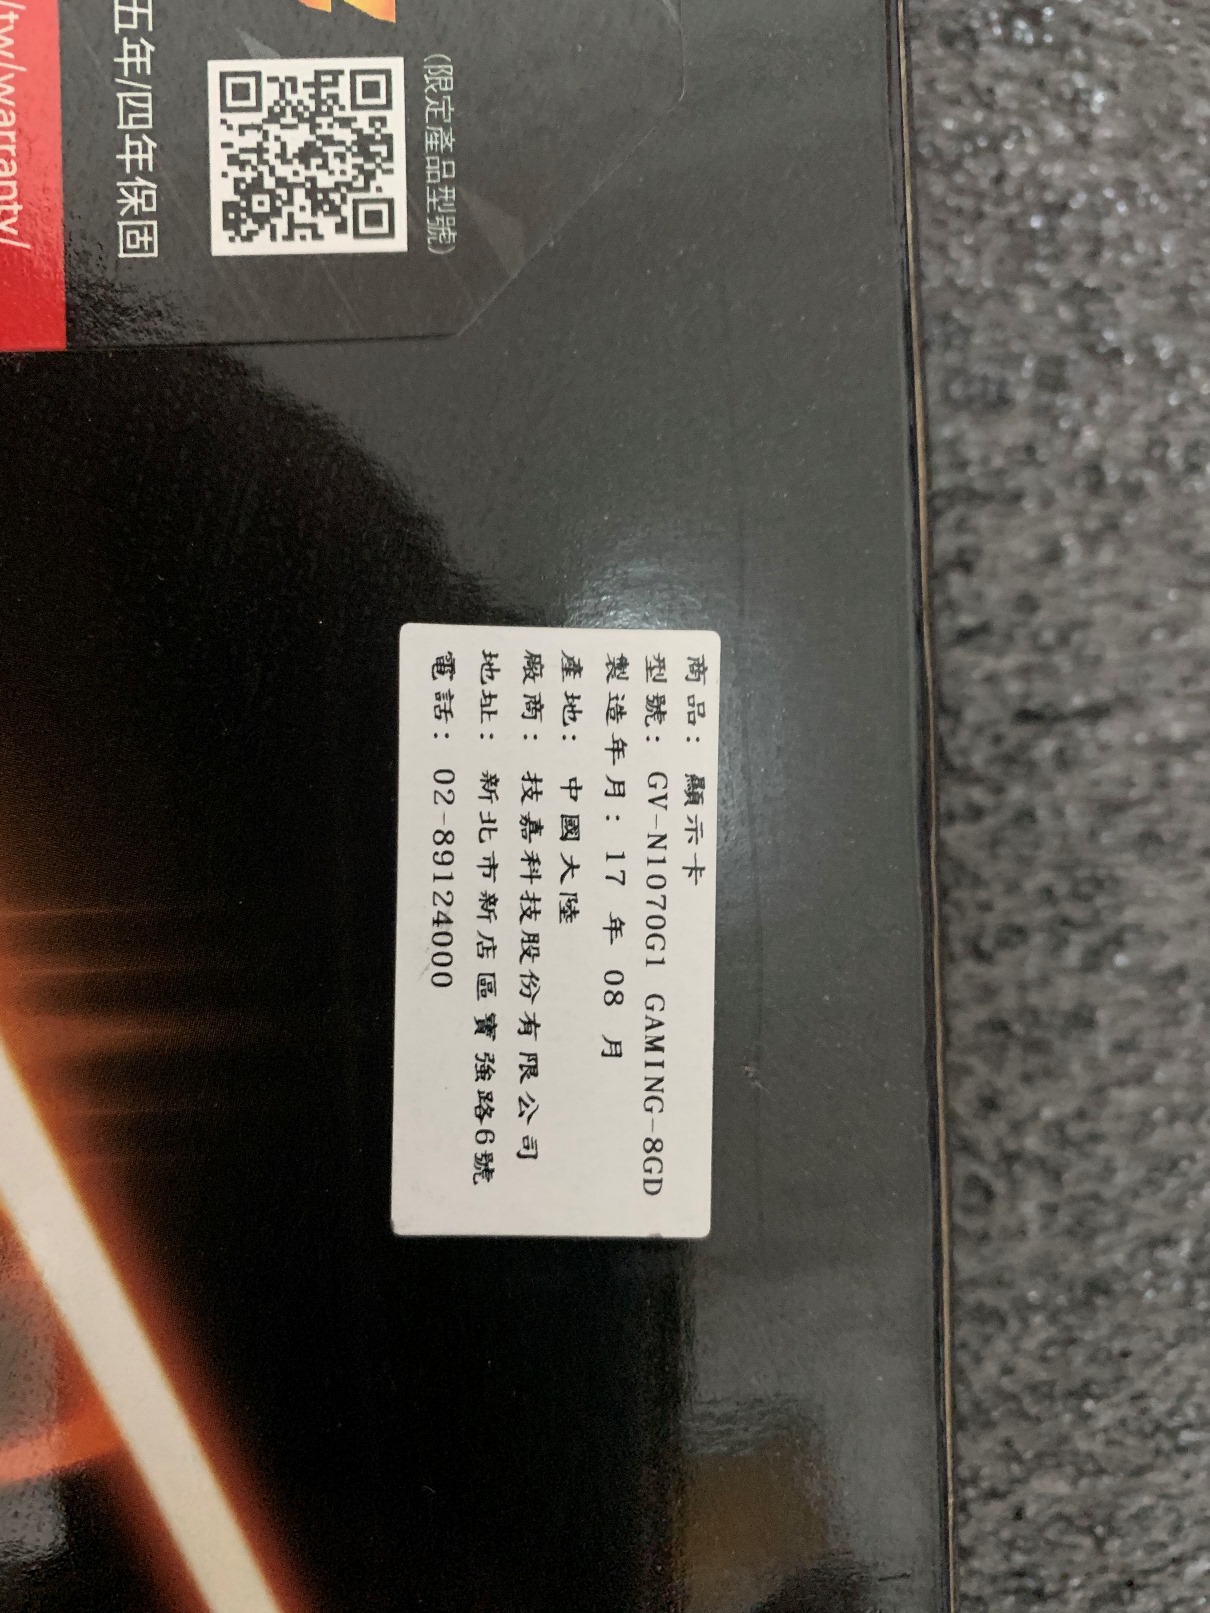 (限定產品型號)
五年/四年保固
/tw/warranty/
商品: 顯示卡
型號: GV-N1070G1 GAMING-8GD
製造年月: 17 年 08 月
產地: 中國大陸
廠商: 技嘉科技股份有限公司
地址: 新北市新店區寶強路6號
電話: 02-89124000